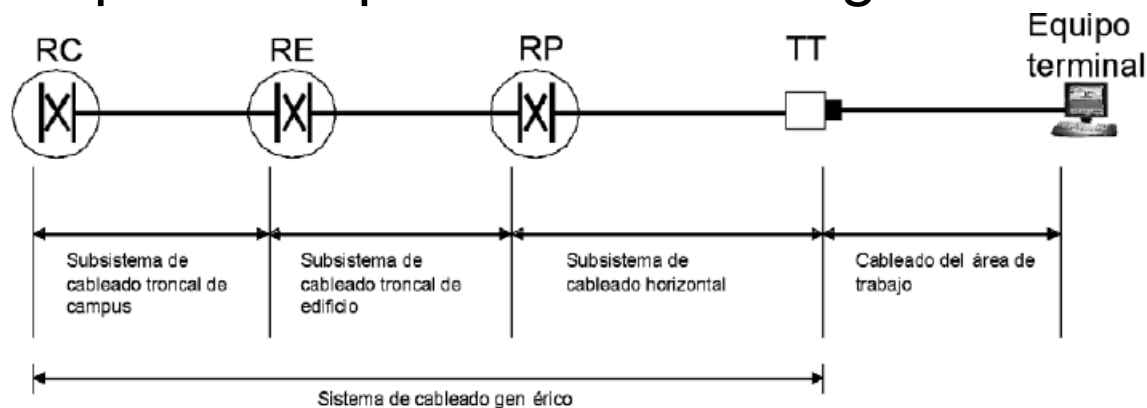 RC
RE
RP
TT
Equipo
terminal
Subsistema de
cableado troncal de
campus
Subsistema de
cableado troncal de
edificio
Subsistema de
cableado horizontal
Cableado del área de
trabajo
Sistema de cableado gen érico